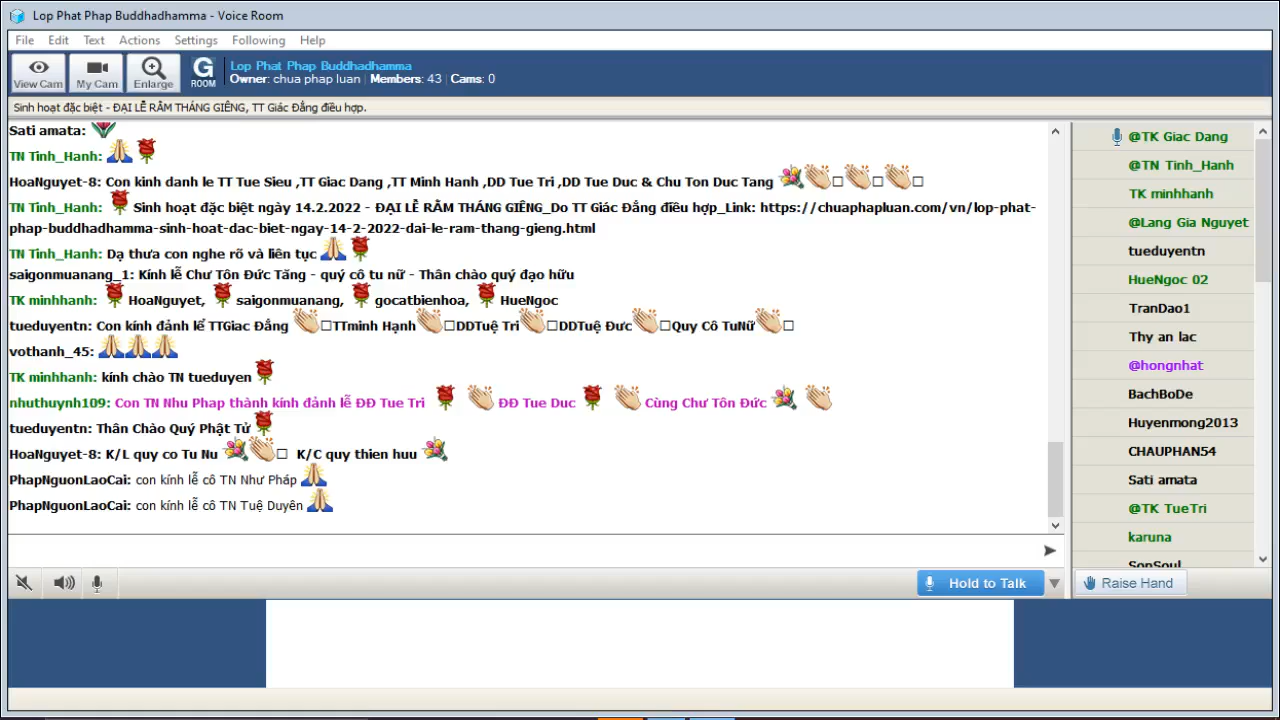 Lop Phat Phap Buddhadhamma - Voice Room
File Edit Text Actions Settings Following Help
View Cam My Cam Enlarge G ROOM
Lop Phat Phap Buddhadhamma
Owner: chua phap luan Members: 43 Cams: 0
Sinh hoạt đặc biệt - ĐẠI LỄ RẰM THÁNG GIÊNG, TT Giác Đẳng điều hợp.
Sati amata:
TN Tinh_Hanh:
HoaNguyet-8: Con kinh danh le TT Tue Sieu ,TT Giac Dang ,TT Minh Hanh ,DD Tue Tri ,DD Tue Duc & Chu Ton Duc Tang
TN Tinh_Hanh: Sinh hoạt đặc biệt ngày 14.2.2022 - ĐẠI LỄ RẰM THÁNG GIÊNG_Do TT Giác Đẳng điều hợp_Link: https://chuaphapluan.com/vn/lop-phat-
phap-buddhadhamma-sinh-hoat-dac-biet-ngay-14-2-2022-dai-le-ram-thang-gieng.html
TN Tinh_Hanh: Dạ thưa con nghe rõ và liên tục
saigonmuanang_1: Kính lễ Chư Tôn Đức Tăng - quý cô tu nữ - Thân chào quý đạo hữu
TK minhhanh: HoaNguyet, saigonmuanang, gocatbienhoa, HueNgoc
tueduyentn: Con kính đảnh lể TTGiac Đẳng TTminh Hạnh DDTuệ Tri DDTuệ Đưc Quy Cô TuNữ
vothanh_45:
TK minhhanh: kính chào TN tueduyen
nhuthuynh109: Con TN Nhu Phap thành kính đảnh lễ ĐĐ Tue Tri ĐĐ Tue Duc Cùng Chư Tôn Đức
tueduyentn: Thân Chào Quý Phật Tử
HoaNguyet-8: K/L quy co Tu Nu K/C quy thien huu
PhapNguonLaoCai: con kính lễ cô TN Như Pháp
PhapNguonLaoCai: con kính lễ cô TN Tuệ Duyên
@TK Giac Dang
@TN Tinh_Hanh
TK minhhanh
@Lang Gia Nguyet
tueduyentn
HueNgoc 02
TranDao1
Thy an lac
@hongnhat
BachBoDe
Huyenmong2013
CHAUPHAN54
Sati amata
@TK TueTri
karuna
SonSoul
Hold to Talk
Raise Hand